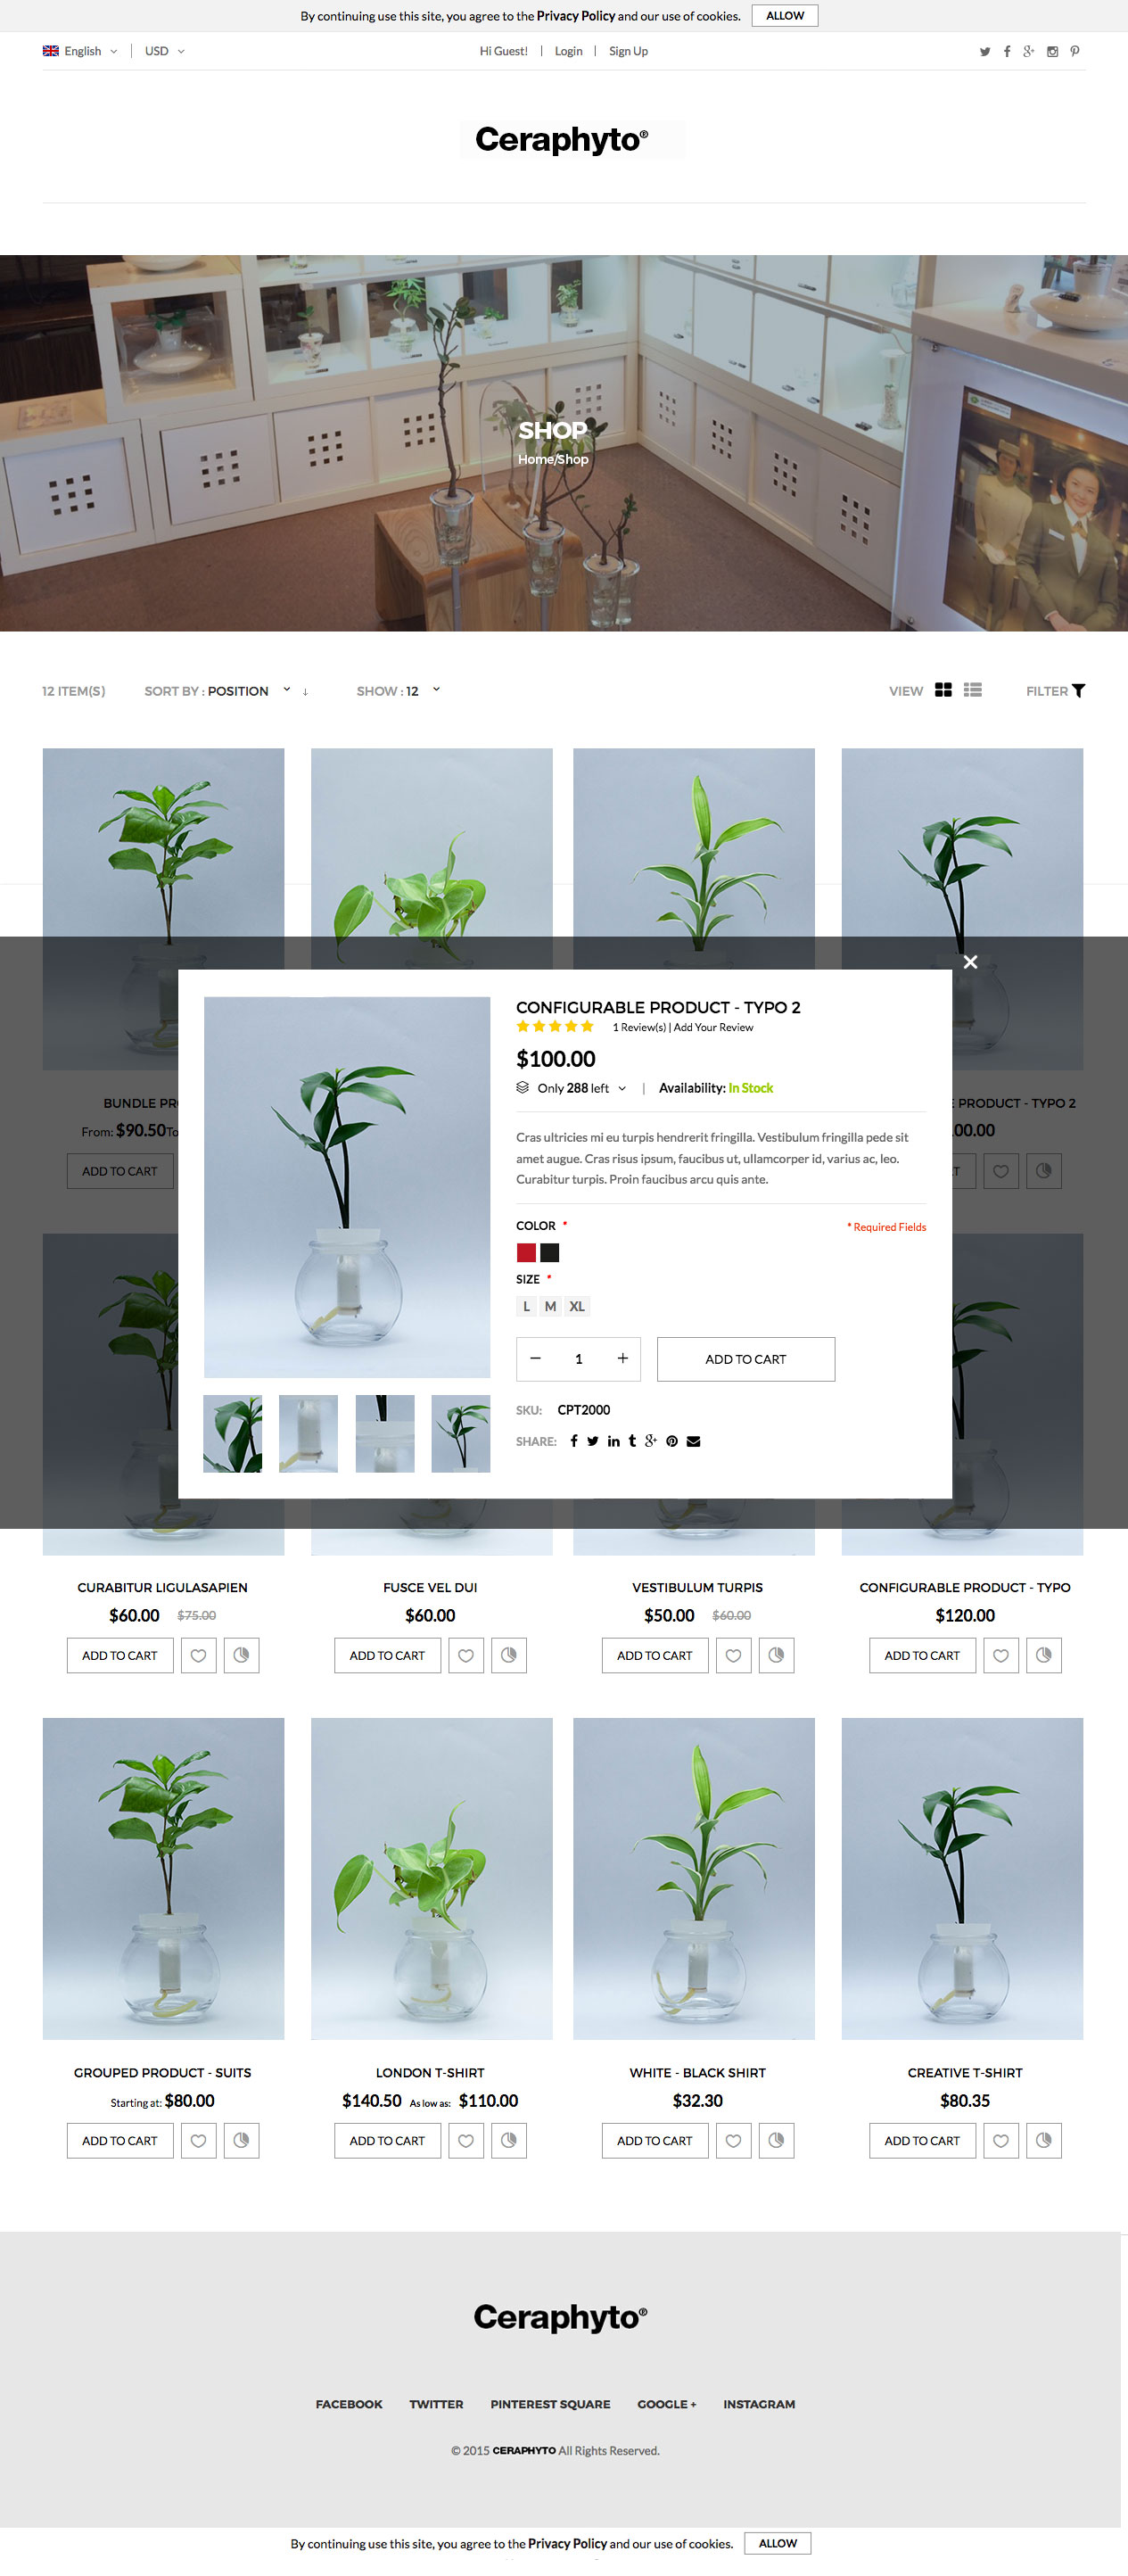 By continuing use this site, you agree to the Privacy Policy and our use of cookies. ALLOW
English USD Hi Guest! Login Sign Up
Ceraphyto®
SHOP
Home/Shop
12 ITEM(S) SORT BY : POSITION ↓ SHOW : 12 VIEW FILTER
CONFIGURABLE PRODUCT - TYPO 2
1 Review(s) | Add Your Review
$100.00
Only 288 left | Availability: In Stock
Cras ultricies mi eu turpis hendrerit fringilla. Vestibulum fringilla pede sit
amet augue. Cras risus ipsum, faucibus ut, ullamcorper id, varius ac, leo.
Curabitur turpis. Proin faucibus arcu quis ante.
COLOR * * Required Fields
SIZE *
L M XL
− 1 + ADD TO CART
SKU: CPT2000
SHARE:
BUNDLE PR
From: $90.50To
ADD TO CART
E PRODUCT - TYPO 2
00.00
RT
CURABITUR LIGULASAPIEN FUSCE VEL DUI VESTIBULUM TURPIS CONFIGURABLE PRODUCT - TYPO
$60.00 $75.00 $60.00 $50.00 $60.00 $120.00
ADD TO CART ADD TO CART ADD TO CART ADD TO CART
GROUPED PRODUCT - SUITS LONDON T-SHIRT WHITE - BLACK SHIRT CREATIVE T-SHIRT
Starting at: $80.00 $140.50 As low as: $110.00 $32.30 $80.35
ADD TO CART ADD TO CART ADD TO CART ADD TO CART
Ceraphyto®
FACEBOOK TWITTER PINTEREST SQUARE GOOGLE + INSTAGRAM
© 2015 CERAPHYTO All Rights Reserved.
By continuing use this site, you agree to the Privacy Policy and our use of cookies. ALLOW